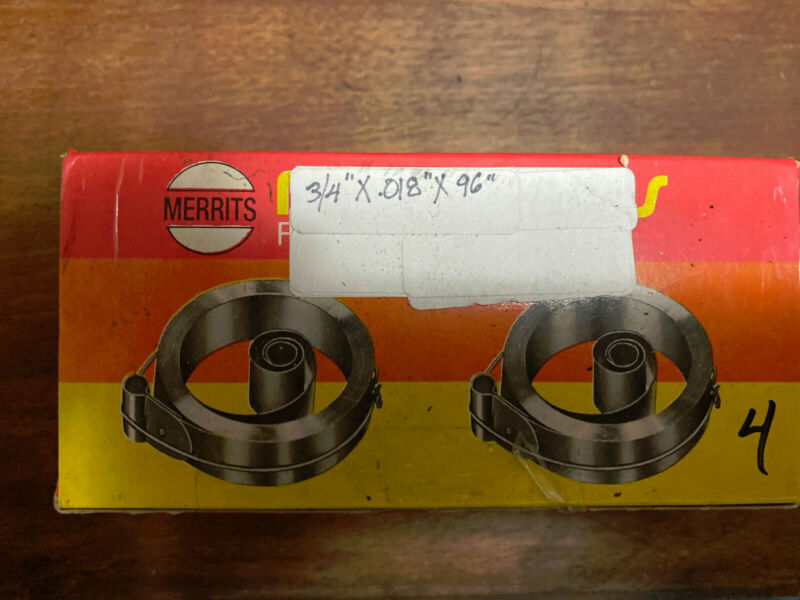 MERRITS
3/4" X .018" X 96"
4